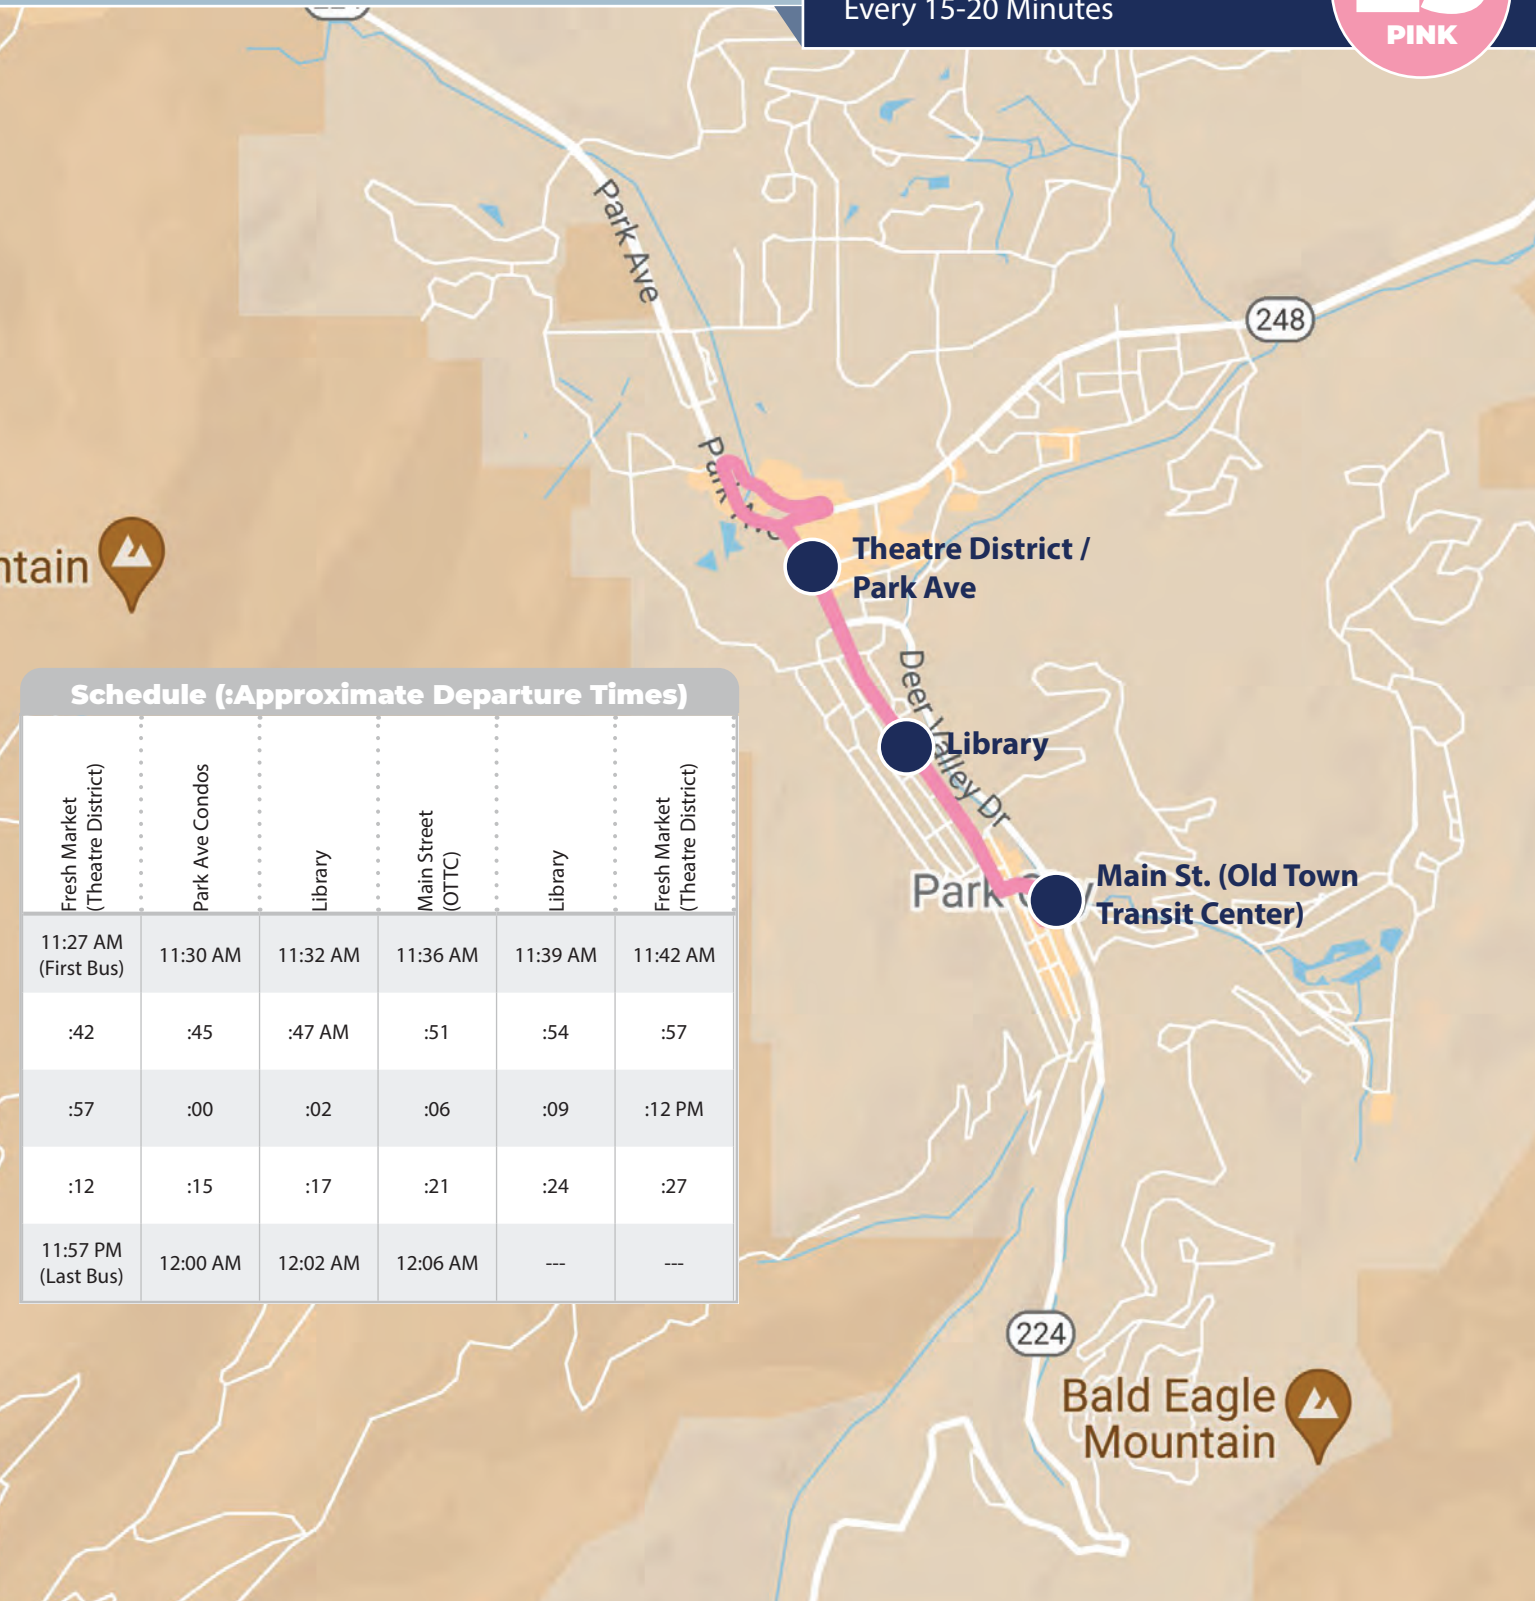 Every 15-20 Minutes
PINK
Park Ave
248
Park Ave
Theatre District /
Park Ave
ntain
Deer Valley Dr
Library
Main St. (Old Town
Transit Center)
Park City
Schedule (:Approximate Departure Times)
Fresh Market
(Theatre District)
Park Ave Condos
Library
Main Street
(OTTC)
Library
Fresh Market
(Theatre District)
11:27 AM
(First Bus)
11:30 AM
11:32 AM
11:36 AM
11:39 AM
11:42 AM
:42
:45
:47 AM
:51
:54
:57
:57
:00
:02
:06
:09
:12 PM
:12
:15
:17
:21
:24
:27
11:57 PM
(Last Bus)
12:00 AM
12:02 AM
12:06 AM
---
---
224
Bald Eagle
Mountain